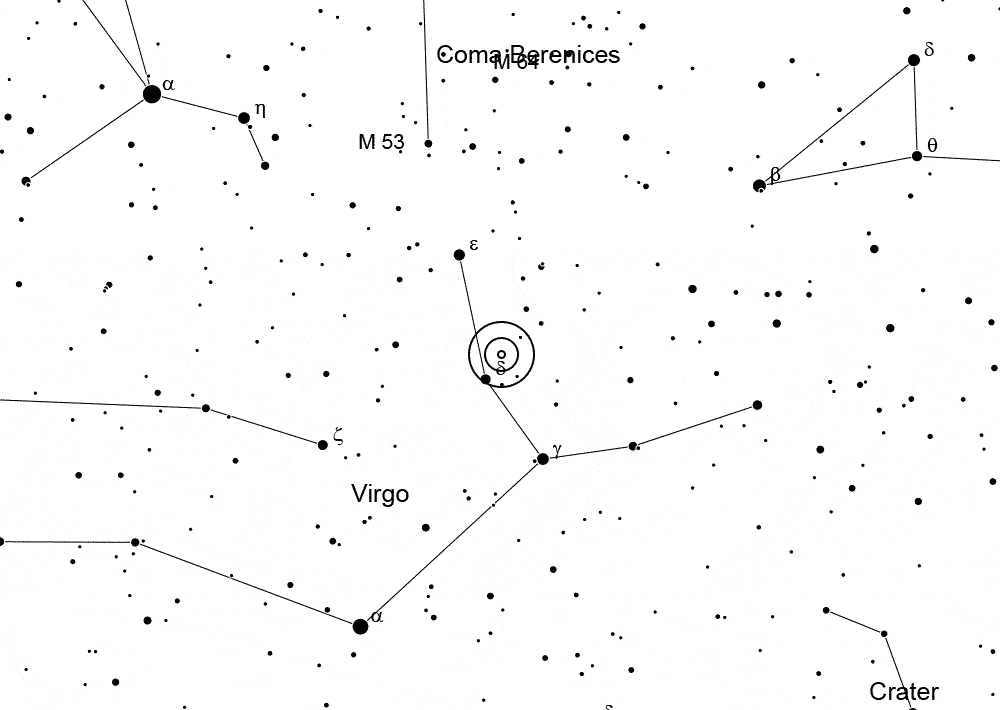 Coma Berenices
M 64
δ
α
η
M 53
θ
β
ε
δ
ζ
γ
Virgo
α
Crater
δ